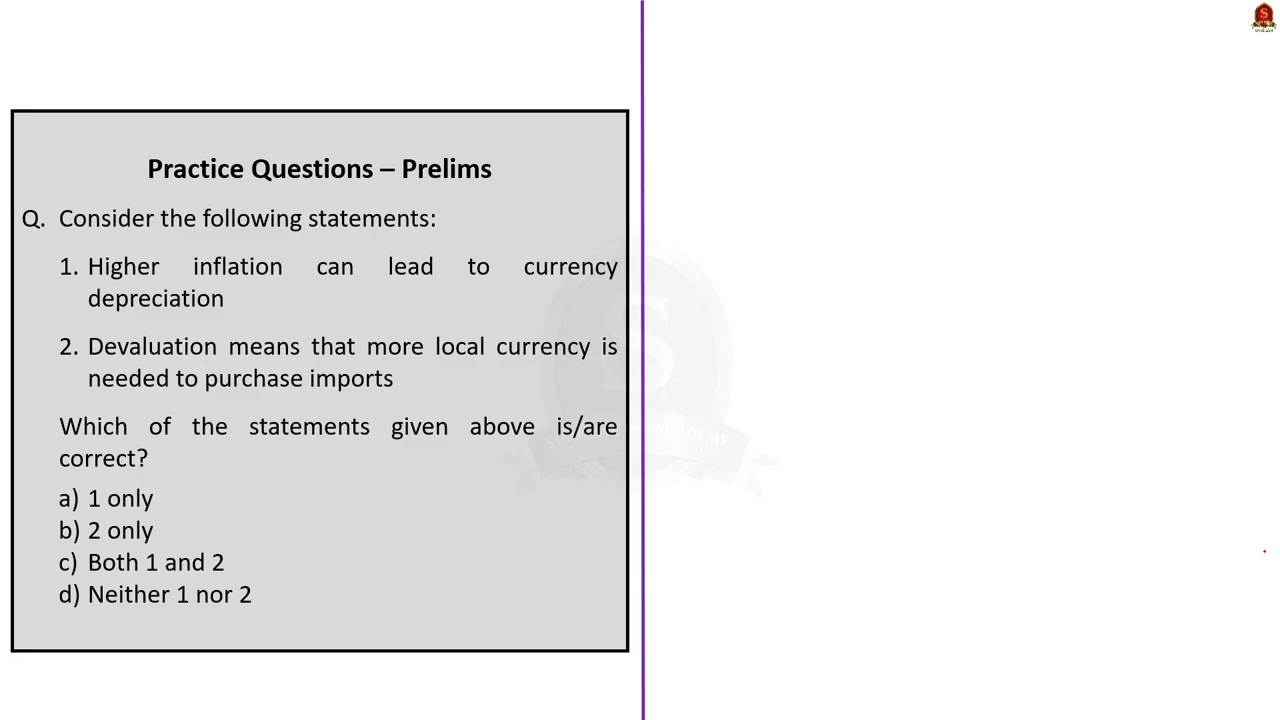 Practice Questions – Prelims
Q. Consider the following statements:
1. Higher inflation can lead to currency
depreciation
2. Devaluation means that more local currency is
needed to purchase imports
Which of the statements given above is/are
correct?
a) 1 only
b) 2 only
c) Both 1 and 2
d) Neither 1 nor 2
S